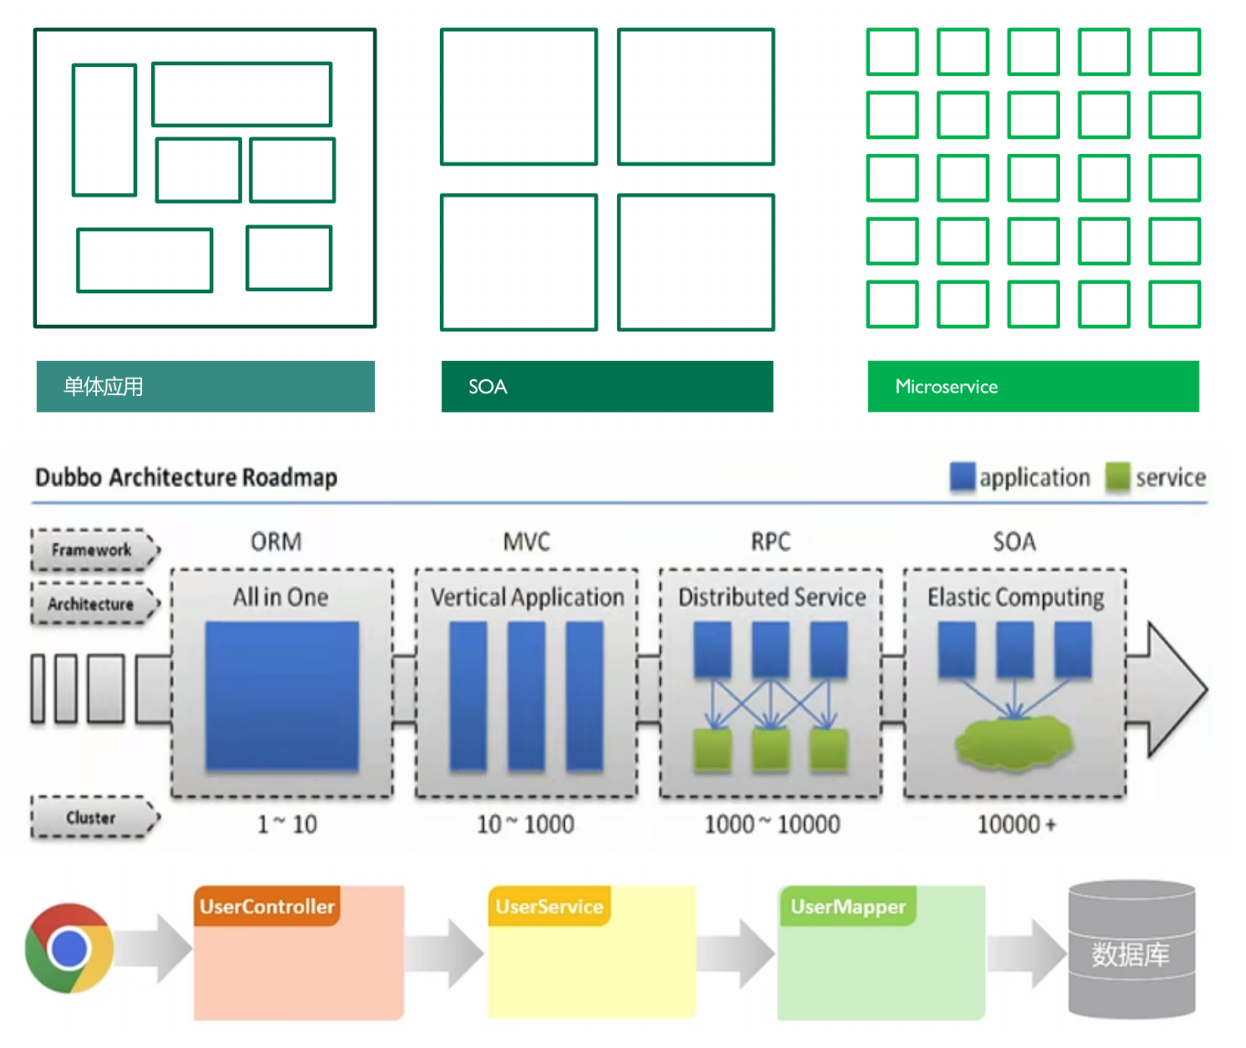 单体应用
SOA
Microservice
Dubbo Architecture Roadmap
application
service
Framework
ORM
MVC
RPC
SOA
Architecture
All in One
Vertical Application
Distributed Service
Elastic Computing
Cluster
1 ~ 10
10 ~ 1000
1000 ~ 10000
10000 +
UserController
UserService
UserMapper
数据库